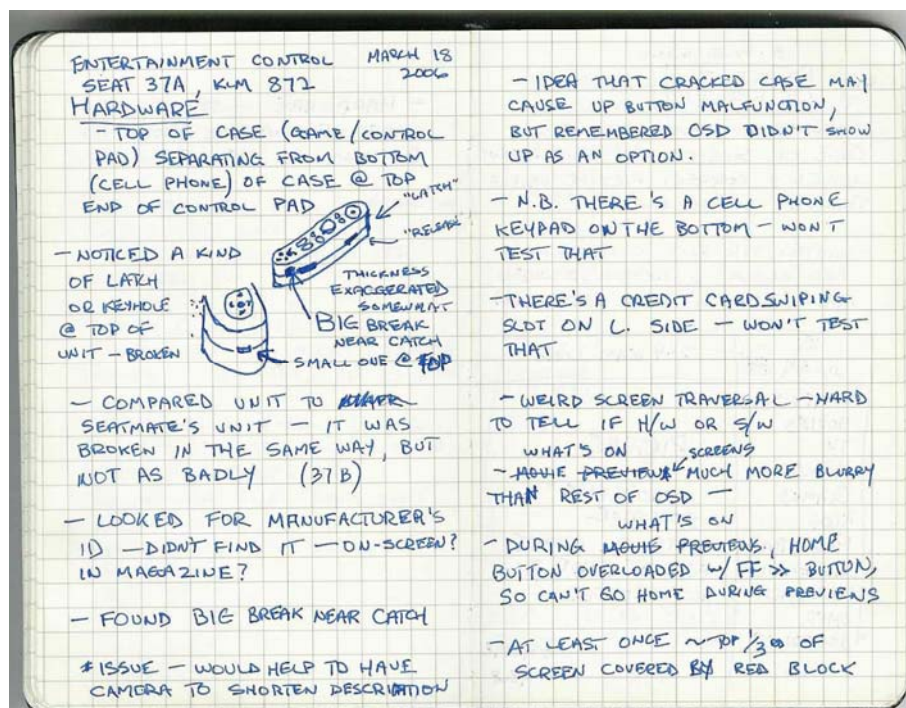 ENTERTAINMENT CONTROL MARCH 18
SEAT 37A, KLM 872 2006
HARDWARE
- TOP OF CASE (GAME/CONTROL
PAD) SEPARATING FROM BOTTOM
(CELL PHONE) OF CASE @ TOP
END OF CONTROL PAD
"LATCH"
"RELEASE"
- NOTICED A KIND
OF LATCH
OR KEYHOLE
@ TOP OF
UNIT - BROKEN
THICKNESS
EXAGGERATED
SOMEWHAT
BIG BREAK
NEAR CATCH
SMALL ONE @ TOP
- COMPARED UNIT TO
SEATMATE'S UNIT - IT WAS
BROKEN IN THE SAME WAY, BUT
NOT AS BADLY (37B)
- LOOKED FOR MANUFACTURER'S
ID - DIDN'T FIND IT - ON-SCREEN?
IN MAGAZINE?
- FOUND BIG BREAK NEAR CATCH
* ISSUE - WOULD HELP TO HAVE
CAMERA TO SHORTEN DESCRIPTION
- IDEA THAT CRACKED CASE MAY
CAUSE UP BUTTON MALFUNCTION,
BUT REMEMBERED OSD DIDN'T SHOW
UP AS AN OPTION.
- N.B. THERE'S A CELL PHONE
KEYPAD ON THE BOTTOM - WON'T
TEST THAT
- THERE'S A CREDIT CARD SWIPING
SLOT ON L. SIDE - WON'T TEST
THAT
- WEIRD SCREEN TRAVERSAL - HARD
TO TELL IF H/W OR S/W
WHAT'S ON SCREENS
- MOVIE PREVIEWS MUCH MORE BLURRY
THAN REST OF OSD -
WHAT'S ON
- DURING MOVIE PREVIEWS, HOME
BUTTON OVERLOADED W/ FF >> BUTTON,
SO CAN'T GO HOME DURING PREVIEWS
- AT LEAST ONCE ~ TOP 1/3 OF
SCREEN COVERED BY RED BLOCK